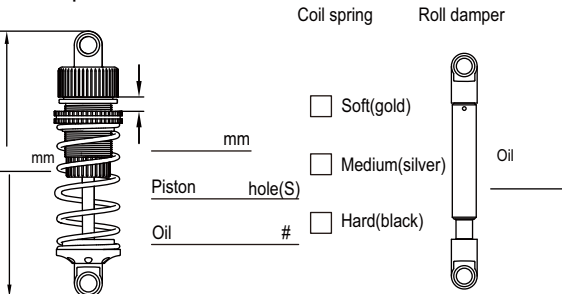 Coil spring
Roll damper
Soft(gold)
mm
mm
Medium(silver)
Oil
Piston hole(S)
Hard(black)
Oil #